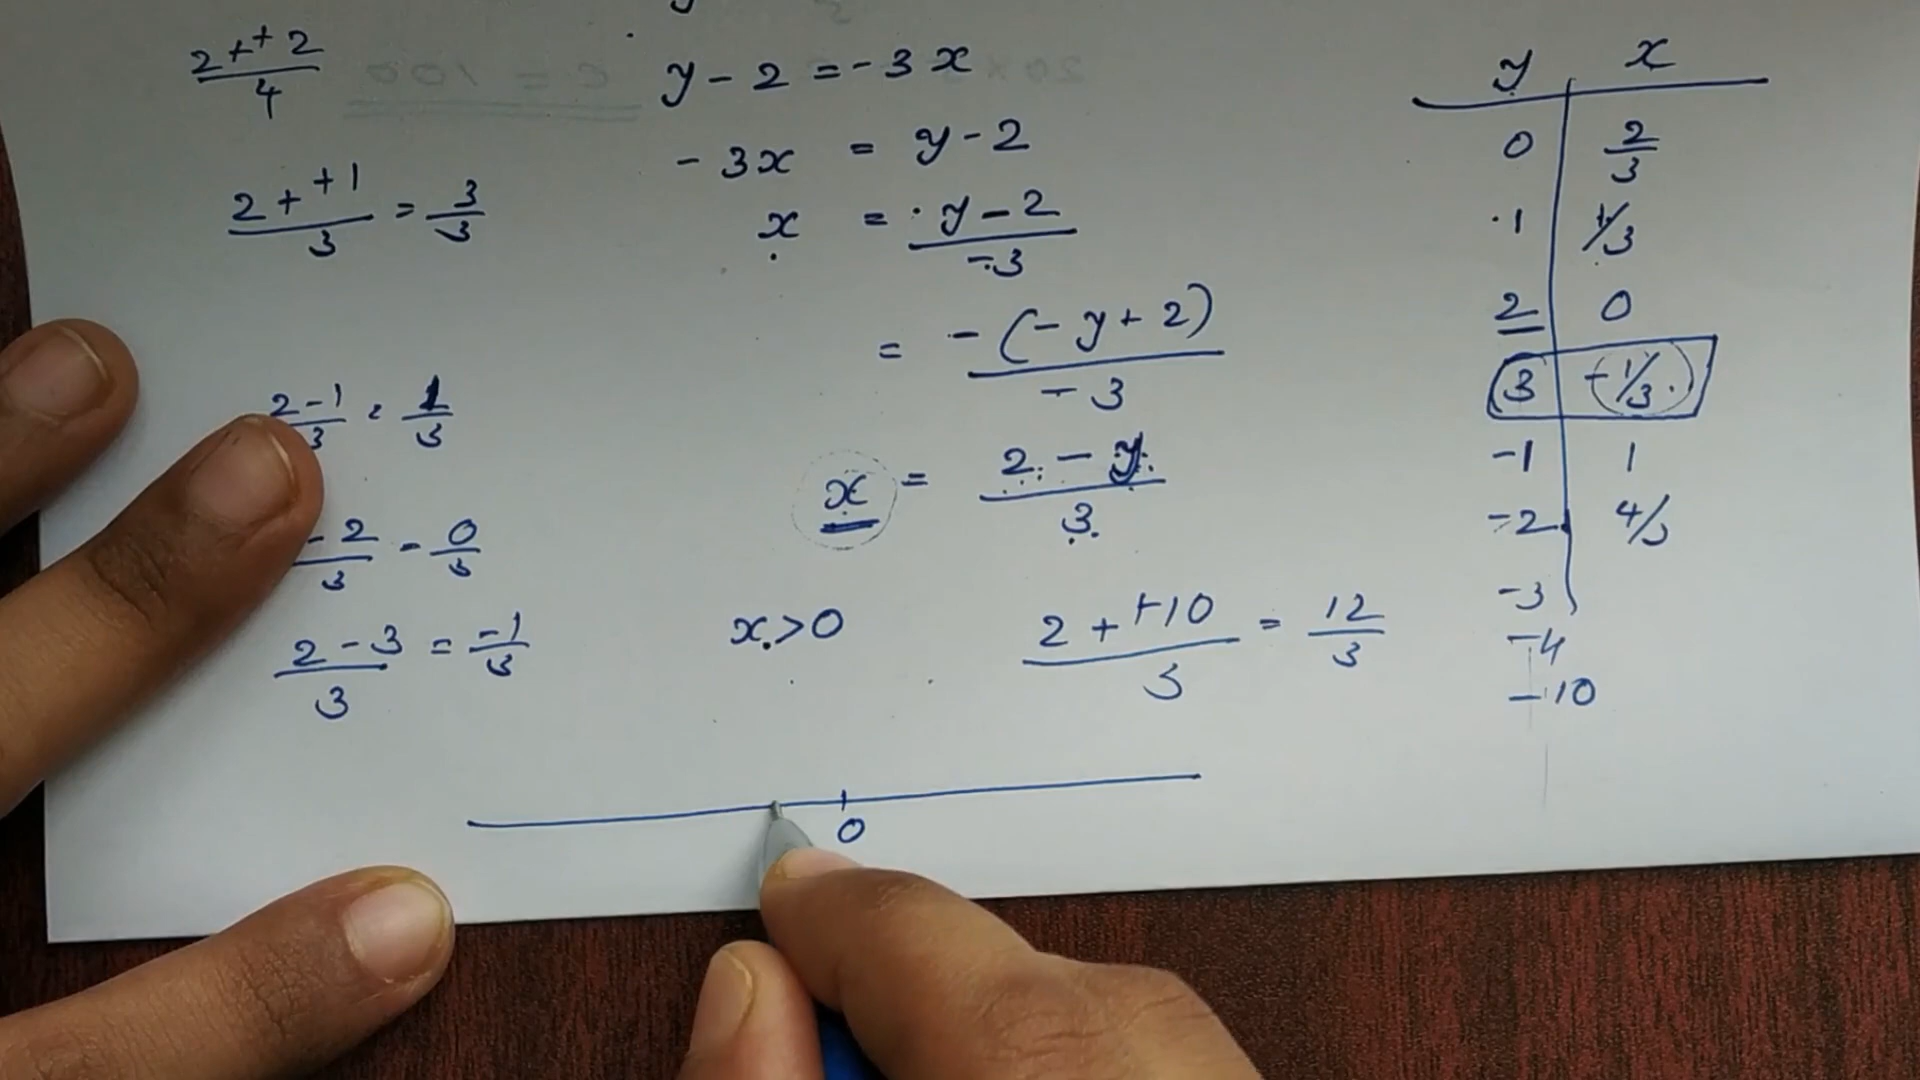 2 + + 2 / 4
2 + + 1 / 3 = 3/3
2 - 1 / 3 = 1/3
- 2 / 3 - 0/3
2 - 3 / 3 = -1/3
y - 2 = - 3x
- 3x = y - 2
x = y - 2 / -3
= - (- y + 2) / - 3
x = 2 - y / 3
x > 0
2 + +10 / 3 = 12/3
0
y x
0 2/3
1 1/3
2 0
3 -1/3
-1 1
-2 4/3
-3
-4
-10